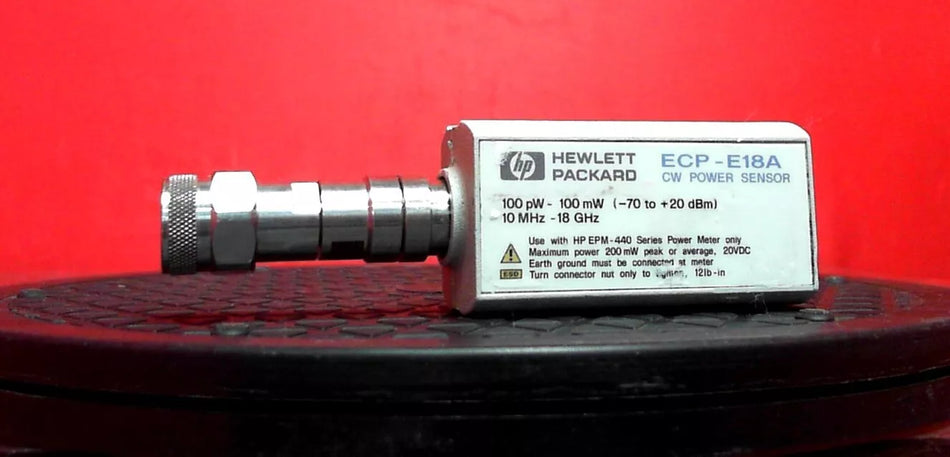 hp HEWLETT PACKARD
ECP-E18A
CW POWER SENSOR
100 pW - 100 mW (-70 to +20 dBm)
10 MHz -18 GHz
Use with HP EPM-440 Series Power Meter only
Maximum power 200mW peak or average, 20VDC
Earth ground must be connected at meter
ESD Turn connector nut only to tighten, 12lb-in